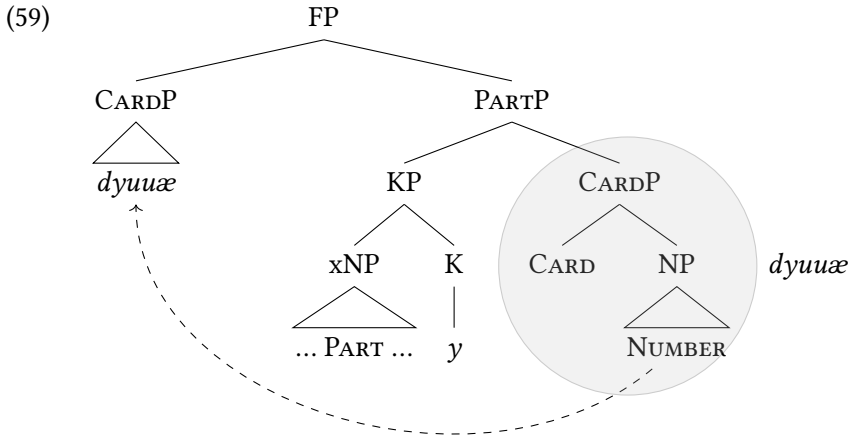 (59) FP
CARDP PARTP
dyuuæ KP CARDP
xNP K CARD NP dyuuæ
... PART ... y NUMBER